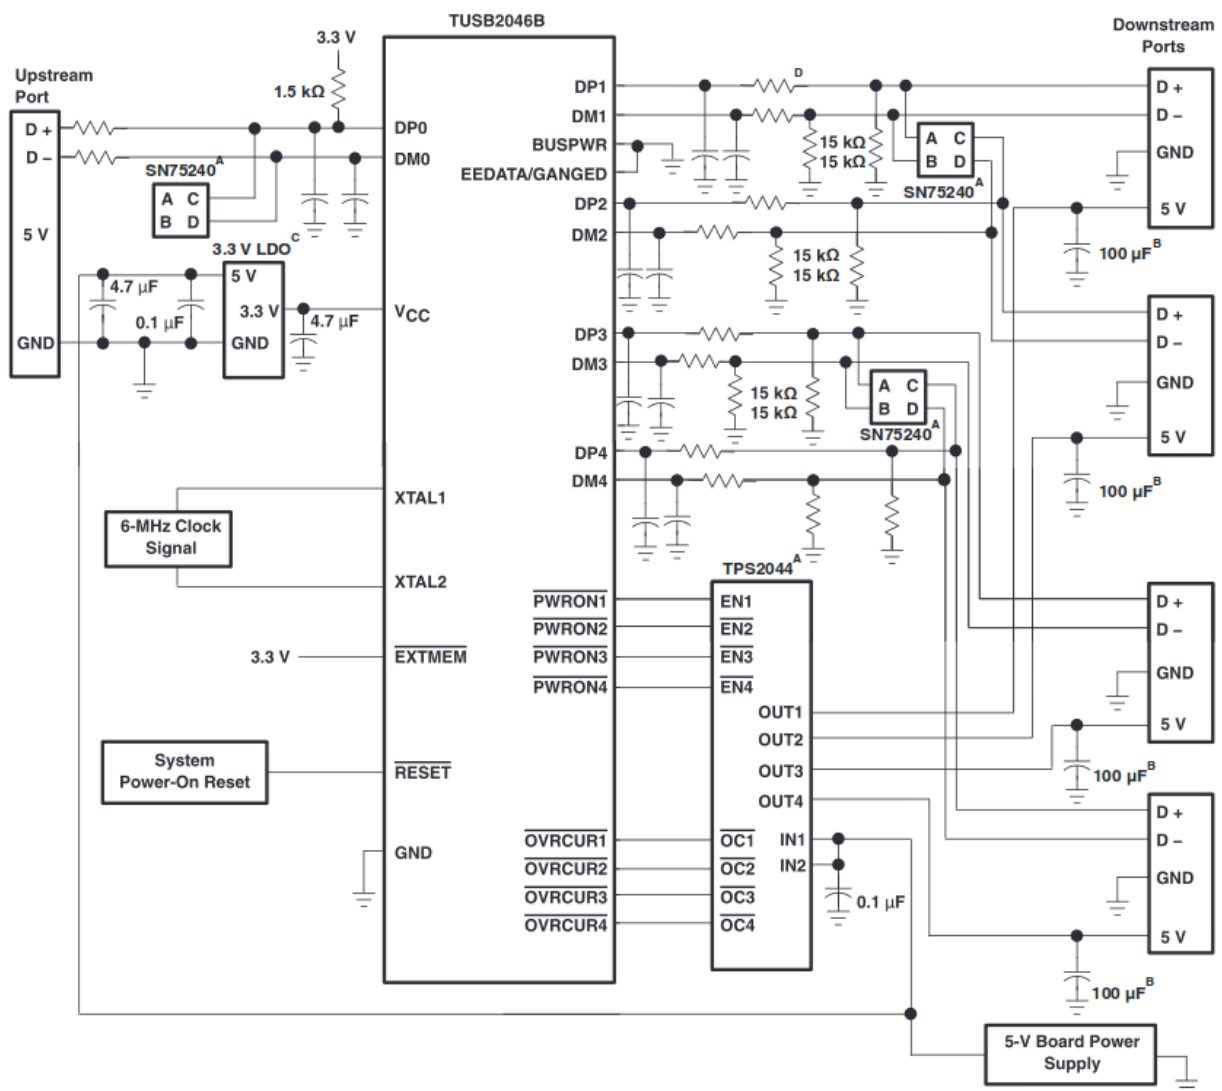 TUSB2046B
Downstream
Ports
Upstream
Port
3.3 V
1.5 kΩ
D +
D −
5 V
GND
SN75240A
A C
B D
3.3 V LDOC
5 V
3.3 V
GND
4.7 μF
0.1 μF
4.7 μF
DP0
DM0
VCC
XTAL1
XTAL2
6-MHz Clock
Signal
3.3 V
EXTMEM
System
Power-On Reset
RESET
GND
DP1
DM1
BUSPWR
EEDATA/GANGED
DP2
DM2
DP3
DM3
DP4
DM4
PWRON1
PWRON2
PWRON3
PWRON4
OVRCUR1
OVRCUR2
OVRCUR3
OVRCUR4
D
15 kΩ
15 kΩ
A C
B D
SN75240A
15 kΩ
15 kΩ
15 kΩ
15 kΩ
A C
B D
SN75240A
TPS2044A
EN1
EN2
EN3
EN4
OUT1
OUT2
OUT3
OUT4
OC1
OC2
OC3
OC4
IN1
IN2
0.1 μF
D +
D −
GND
5 V
100 μFB
D +
D −
GND
5 V
100 μFB
D +
D −
GND
5 V
100 μFB
D +
D −
GND
5 V
100 μFB
5-V Board Power
Supply